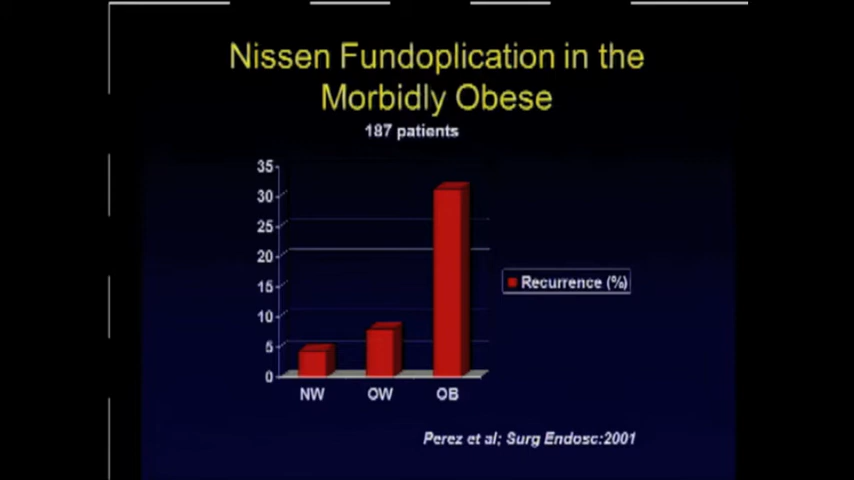 Nissen Fundoplication in the
Morbidly Obese
187 patients
35
30
25
20
15
10
5
0
NW OW OB
Recurrence (%)
Perez et al; Surg Endosc:2001